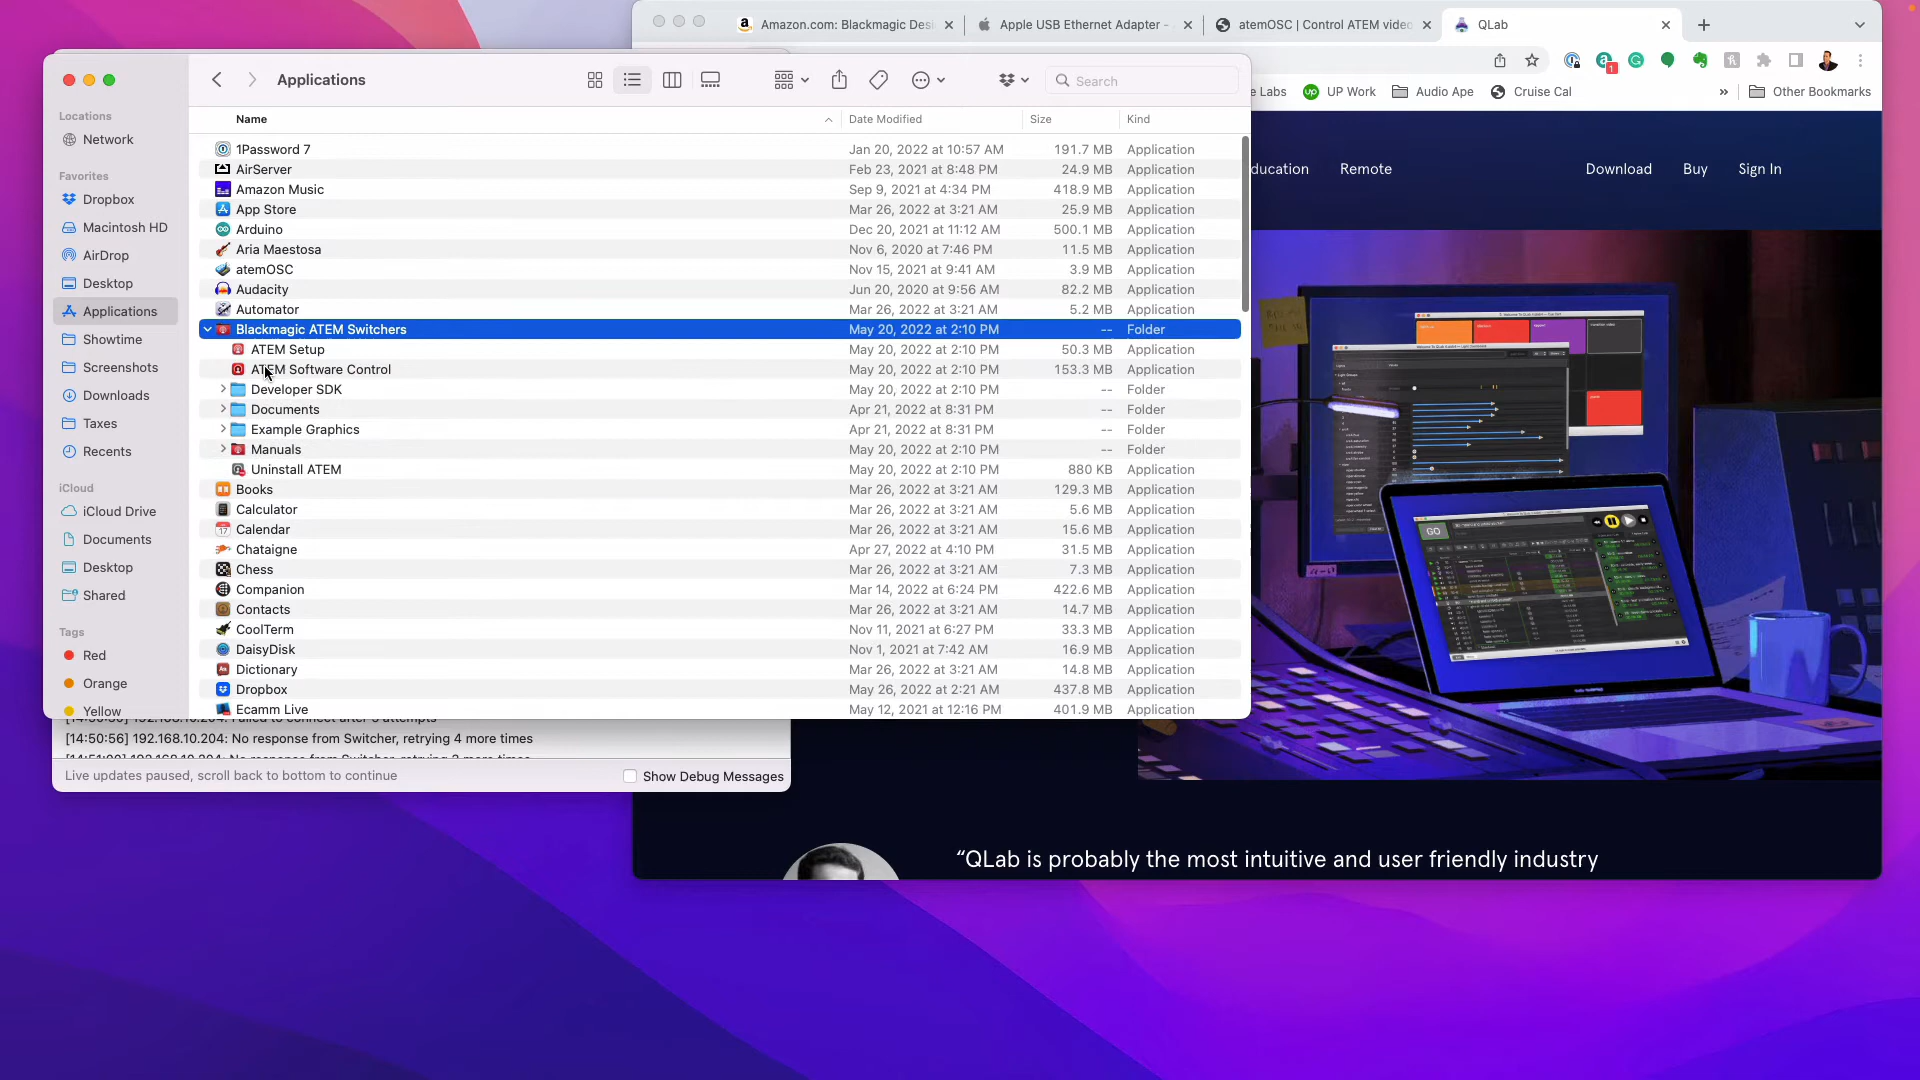 Amazon.com: Blackmagic Desi
Apple USB Ethernet Adapter -
atemOSC | Control ATEM video
QLab
Applications
Search
1
e Labs
UP Work
Audio Ape
Cruise Cal
»
Other Bookmarks
Locations
Network
Favorites
Dropbox
Macintosh HD
AirDrop
Desktop
Applications
Showtime
Screenshots
Downloads
Taxes
Recents
iCloud
iCloud Drive
Documents
Desktop
Shared
Tags
Red
Orange
Yellow
Name Date Modified Size Kind
1Password 7 Jan 20, 2022 at 10:57 AM 191.7 MB Application
AirServer Feb 23, 2021 at 8:48 PM 24.9 MB Application
Amazon Music Sep 9, 2021 at 4:34 PM 418.9 MB Application
App Store Mar 26, 2022 at 3:21 AM 25.9 MB Application
Arduino Dec 20, 2021 at 11:12 AM 500.1 MB Application
Aria Maestosa Nov 6, 2020 at 7:46 PM 11.5 MB Application
atemOSC Nov 15, 2021 at 9:41 AM 3.9 MB Application
Audacity Jun 20, 2020 at 9:56 AM 82.2 MB Application
Automator Mar 26, 2022 at 3:21 AM 5.2 MB Application
Blackmagic ATEM Switchers May 20, 2022 at 2:10 PM -- Folder
ATEM Setup May 20, 2022 at 2:10 PM 50.3 MB Application
ATEM Software Control May 20, 2022 at 2:10 PM 153.3 MB Application
Developer SDK May 20, 2022 at 2:10 PM -- Folder
Documents Apr 21, 2022 at 8:31 PM -- Folder
Example Graphics Apr 21, 2022 at 8:31 PM -- Folder
Manuals May 20, 2022 at 2:10 PM -- Folder
Uninstall ATEM May 20, 2022 at 2:10 PM 880 KB Application
Books Mar 26, 2022 at 3:21 AM 129.3 MB Application
Calculator Mar 26, 2022 at 3:21 AM 5.6 MB Application
Calendar Mar 26, 2022 at 3:21 AM 15.6 MB Application
Chataigne Apr 27, 2022 at 4:10 PM 31.5 MB Application
Chess Mar 26, 2022 at 3:21 AM 7.3 MB Application
Companion Mar 14, 2022 at 6:24 PM 422.6 MB Application
Contacts Mar 26, 2022 at 3:21 AM 14.7 MB Application
CoolTerm Nov 11, 2021 at 6:27 PM 33.3 MB Application
DaisyDisk Nov 1, 2021 at 7:42 AM 16.9 MB Application
Dictionary Mar 26, 2022 at 3:21 AM 14.8 MB Application
Dropbox May 26, 2022 at 2:21 AM 437.8 MB Application
Ecamm Live May 12, 2021 at 12:16 PM 401.9 MB Application
ducation Remote Download Buy Sign In
GO
[14:50:56] 192.168.10.204: No response from Switcher, retrying 4 more times
Live updates paused, scroll back to bottom to continue
Show Debug Messages
“QLab is probably the most intuitive and user friendly industry